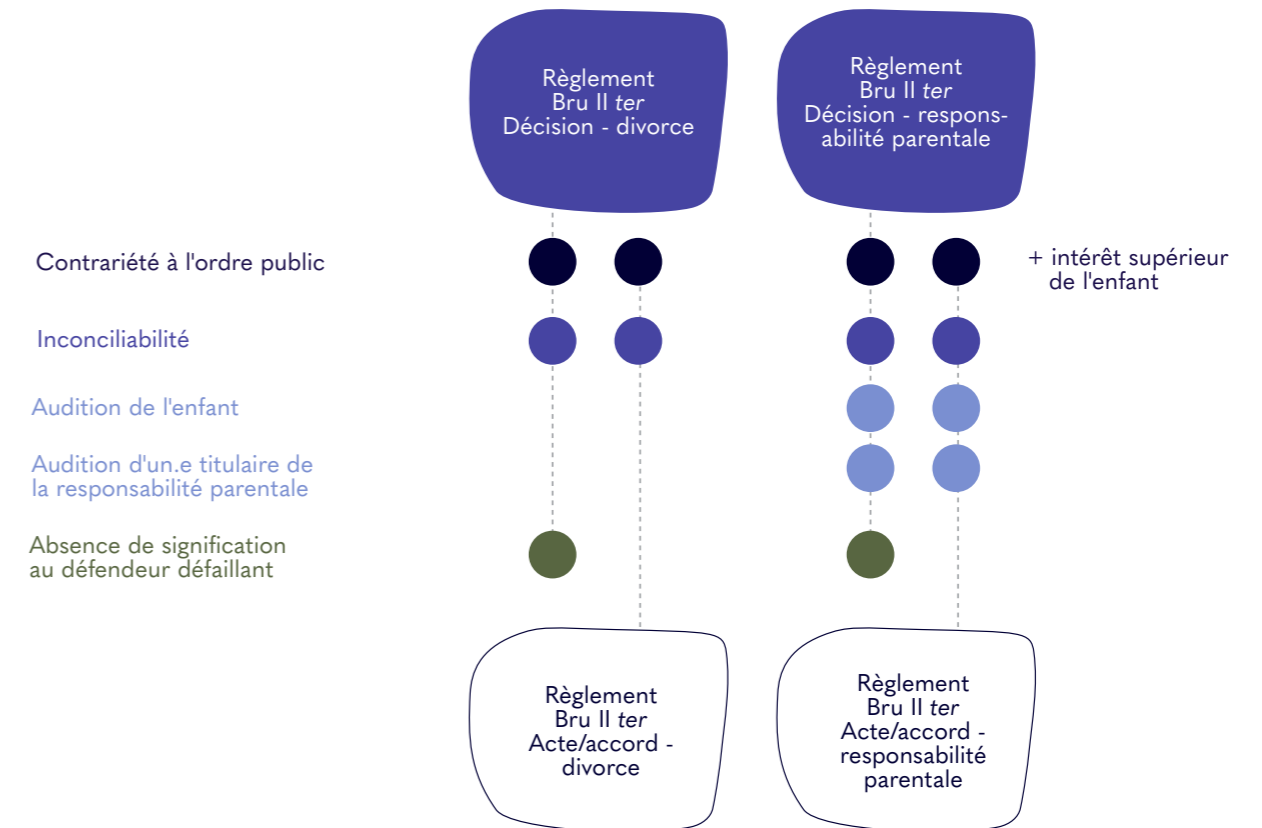 Règlement
Bru II ter
Décision - divorce
Règlement
Bru II ter
Décision - respons-
abilité parentale
Contrariété à l'ordre public
+ intérêt supérieur
de l'enfant
Inconciliabilité
Audition de l'enfant
Audition d'un.e titulaire de
la responsabilité parentale
Absence de signification
au défendeur défaillant
Règlement
Bru II ter
Acte/accord -
divorce
Règlement
Bru II ter
Acte/accord -
responsabilité
parentale